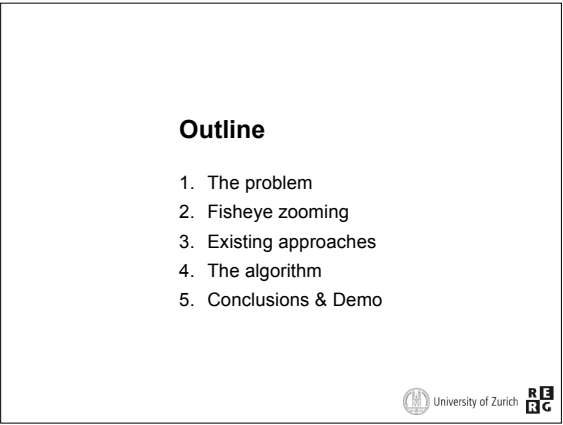 Outline
1. The problem
2. Fisheye zooming
3. Existing approaches
4. The algorithm
5. Conclusions & Demo
University of Zurich
R E
R G